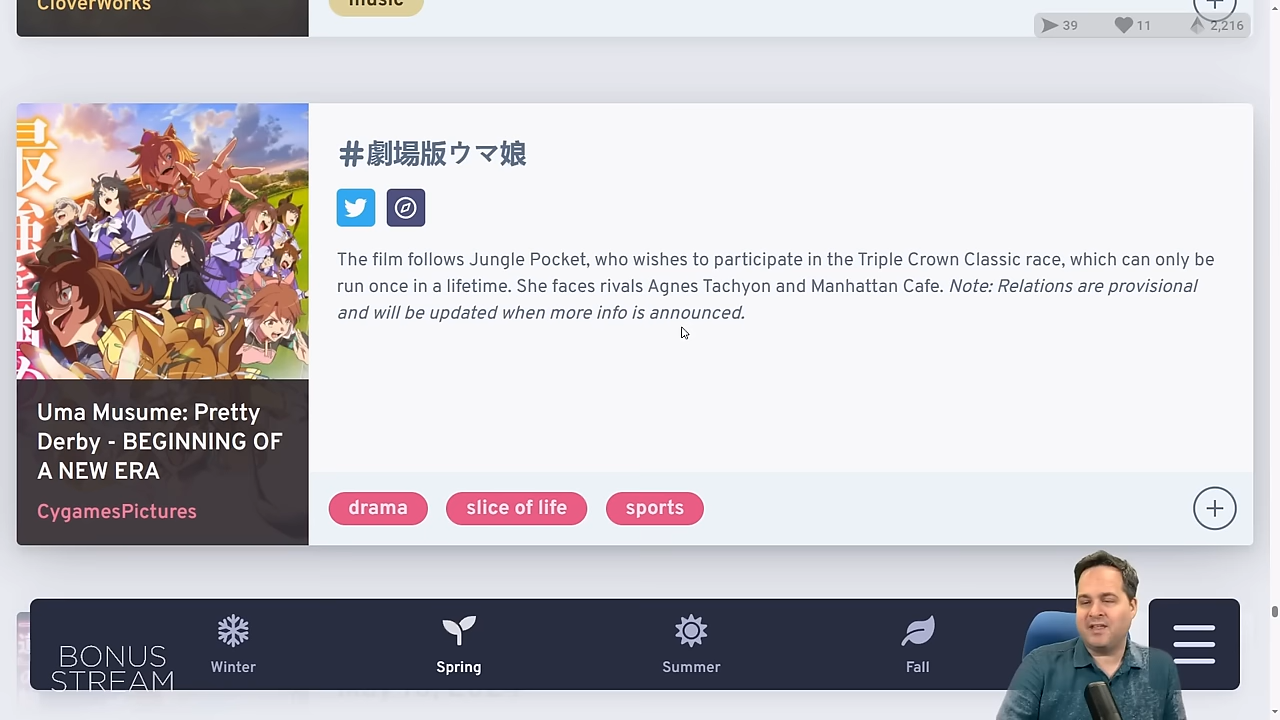 CloverWorks
music
39
11
2,216
#劇場版ウマ娘
The film follows Jungle Pocket, who wishes to participate in the Triple Crown Classic race, which can only be
run once in a lifetime. She faces rivals Agnes Tachyon and Manhattan Cafe. Note: Relations are provisional
and will be updated when more info is announced.
Uma Musume: Pretty
Derby - BEGINNING OF
A NEW ERA
CygamesPictures
drama
slice of life
sports
BONUS
STREAM
Winter
Spring
Summer
Fall